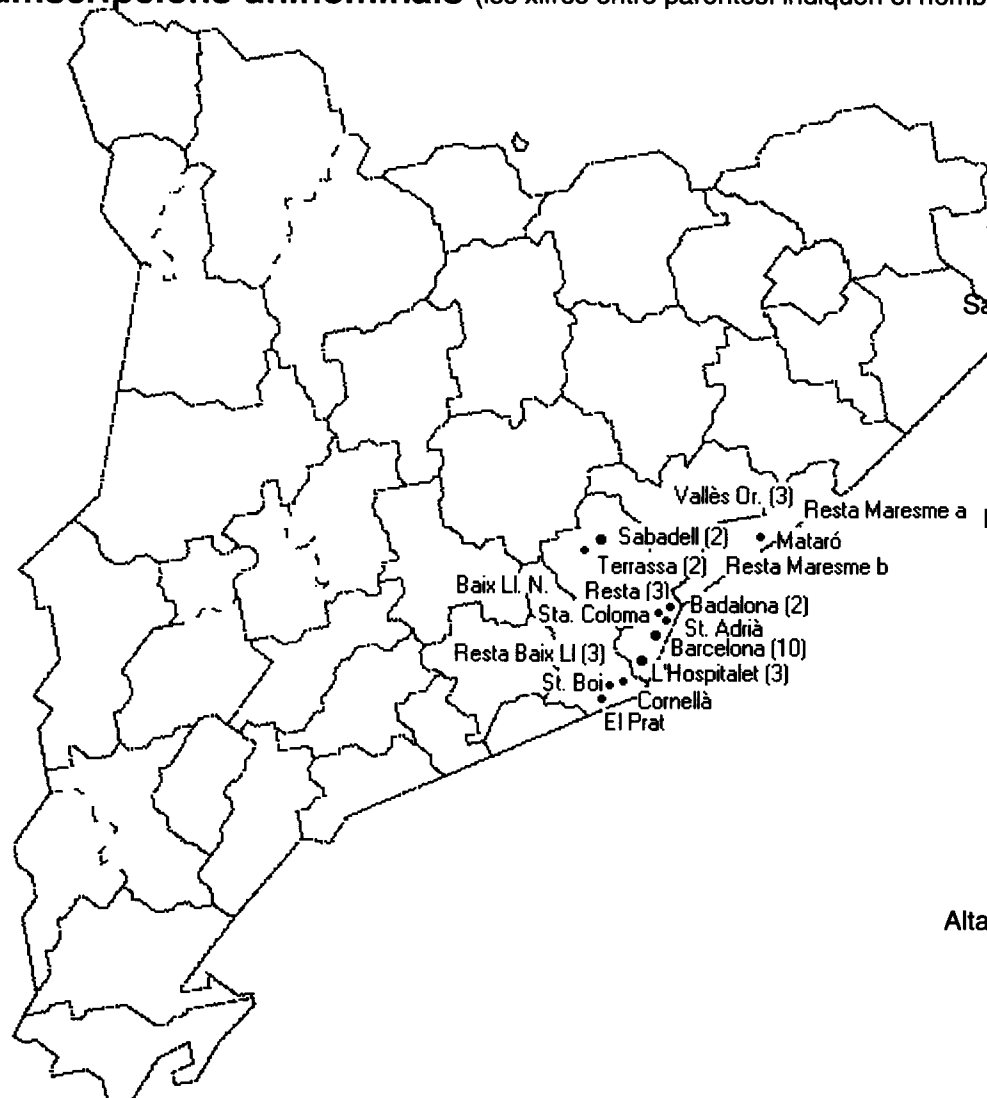 uninominals (les xifres entre parèntesi indiquen el nomb
Sa
Vallès Or. (3)
Resta Maresme a
Sabadell (2)
Mataró
Terrassa (2)
Resta Maresme b
Baix Ll. N.
Resta (3)
Badalona (2)
Sta. Coloma
St. Adrià
Barcelona (10)
Resta Baix Ll (3)
L'Hospitalet (3)
St. Boi
Cornellà
El Prat
Alta